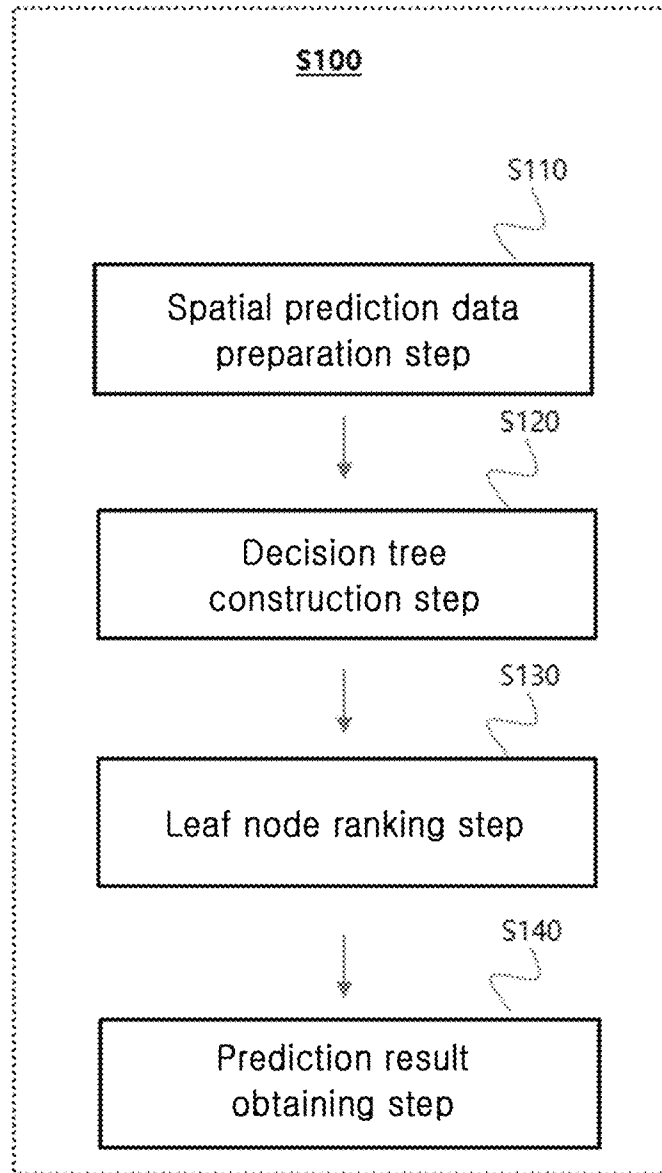 S100
S110
Spatial prediction data
preparation step
S120
Decision tree
construction step
S130
Leaf node ranking step
S140
Prediction result
obtaining step